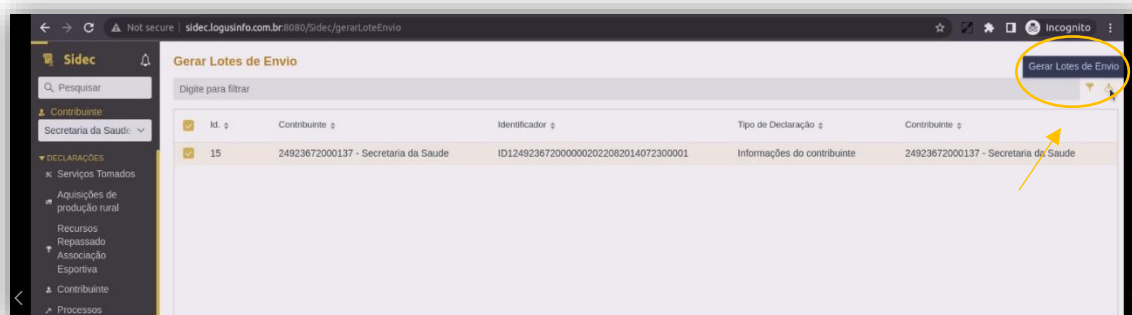 Not secure | sidec.logusinfo.com.br:8080/Sidec/gerarLoteEnvio
Incognito
Sidec
Pesquisar
Contribuinte
Secretaria da Saude
DECLARAÇÕES
Serviços Tomados
Aquisições de
produção rural
Recursos
Repassado
Associação
Esportiva
Contribuinte
Processos
Gerar Lotes de Envio
Gerar Lotes de Envio
Digite para filtrar
Id. Contribuinte Identificador Tipo de Declaração Contribuinte
15 24923672000137 - Secretaria da Saude ID1249236720000002022082014072300001 Informações do contribuinte 24923672000137 - Secretaria da Saude